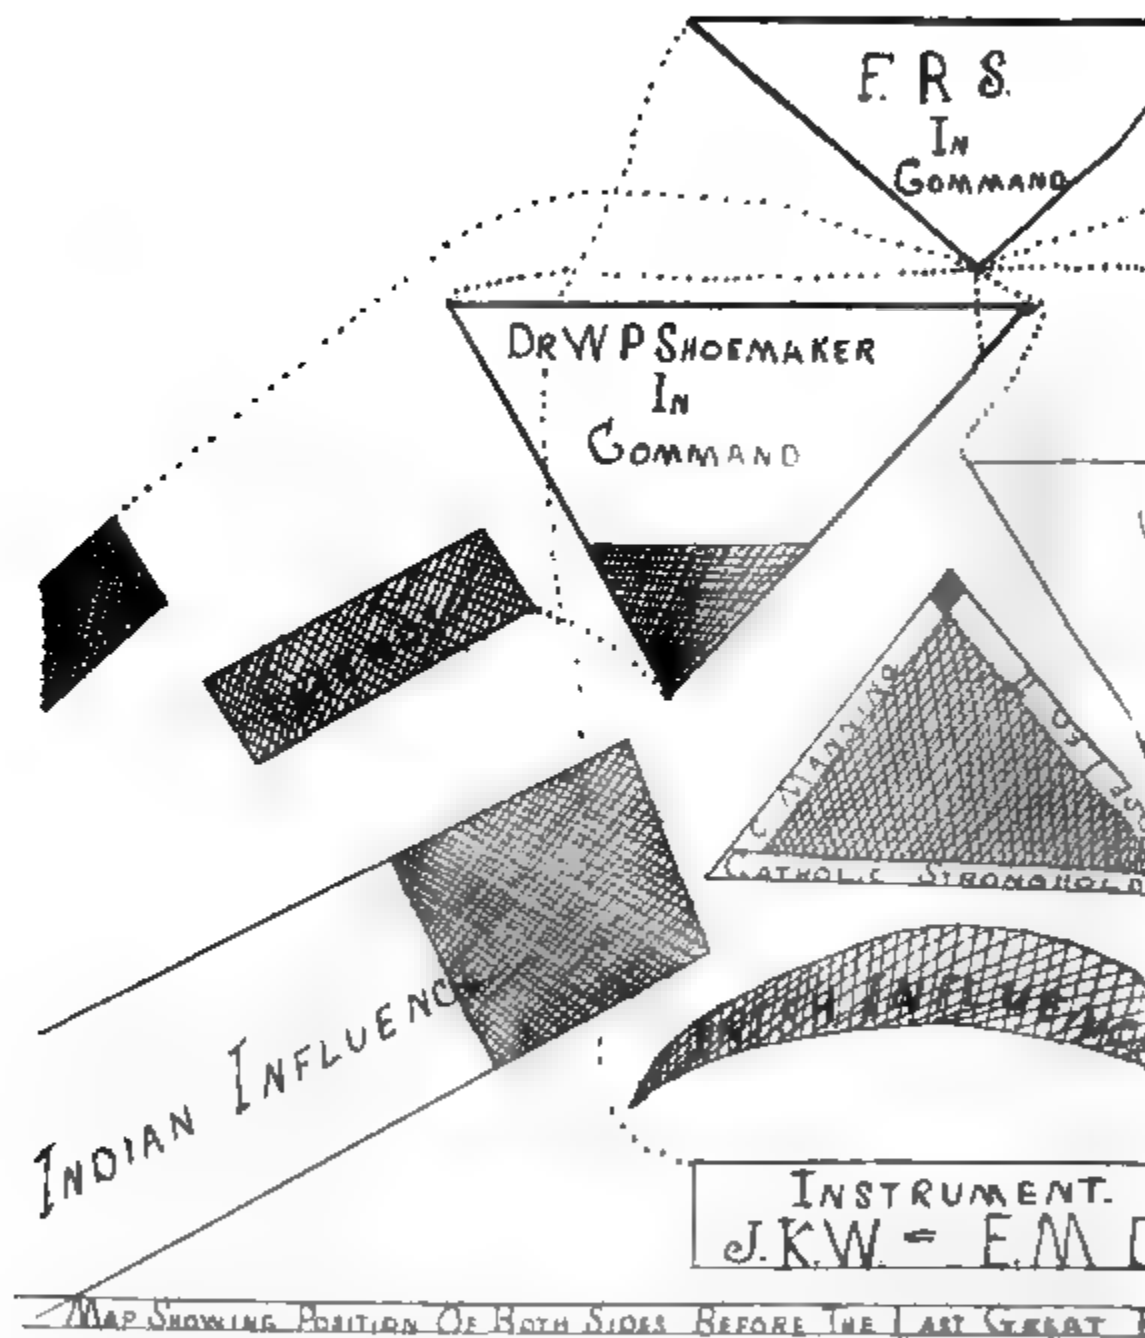 F. R S.
IN
COMMAND
DR W P SHOEMAKER
IN
COMMAND
C MANNING
CATHOLIC STRONGHOLD
INDIAN INFLUENCE
INSTRUMENT.
J.K.W. = E.M
MAP SHOWING POSITION OF BOTH SIDES BEFORE THE LAST GREAT